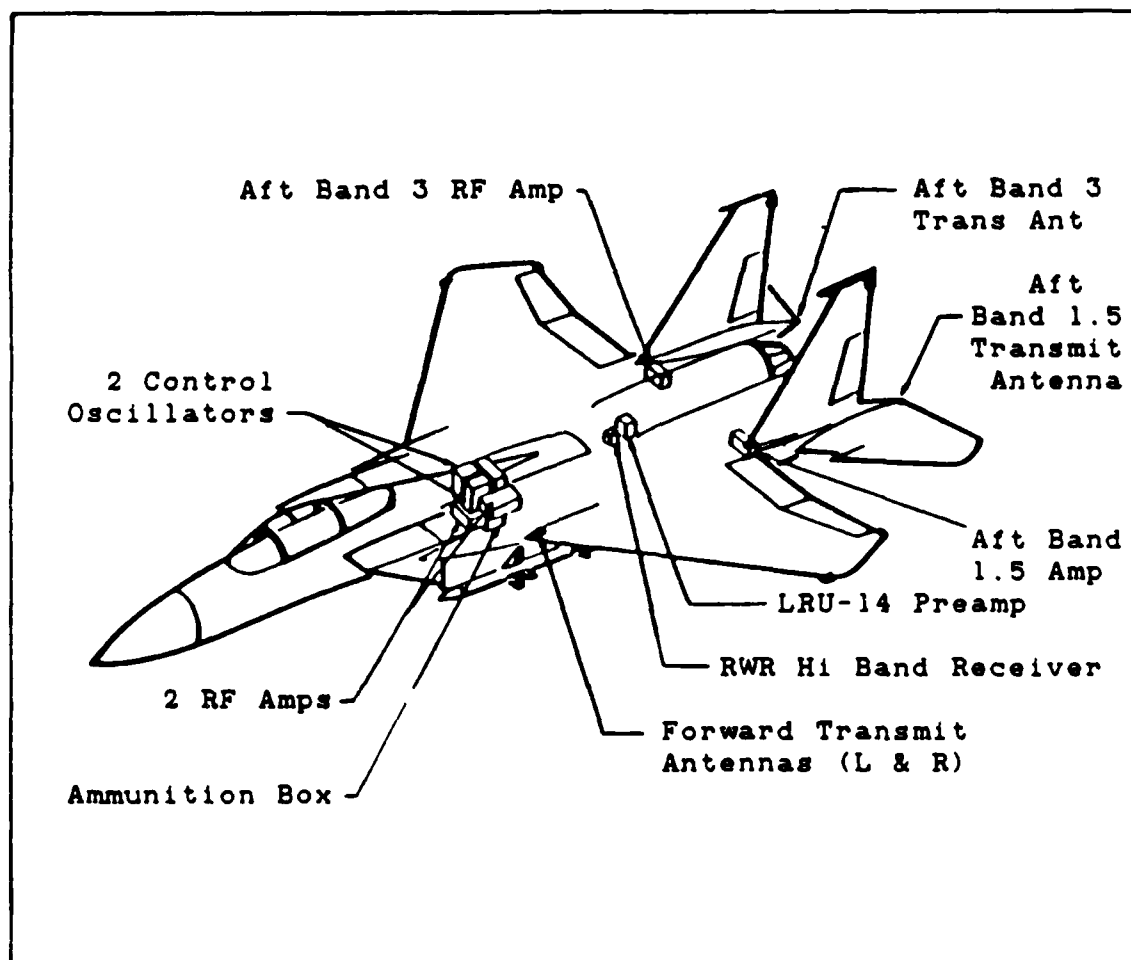 Aft Band 3 RF Amp
Aft Band 3
Trans Ant
Aft
Band 1.5
Transmit
Antenna
2 Control
Oscillators
Aft Band
1.5 Amp
LRU-14 Preamp
RWR Hi Band Receiver
2 RF Amps
Forward Transmit
Antennas (L & R)
Ammunition Box